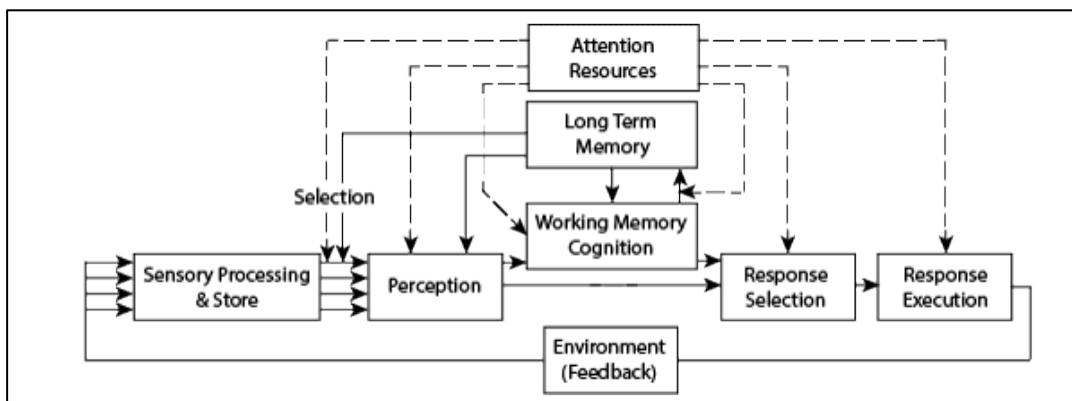 Attention
Resources
Long Term
Memory
Selection
Working Memory
Cognition
Sensory Processing
& Store
Perception
Response
Selection
Response
Execution
Environment
(Feedback)